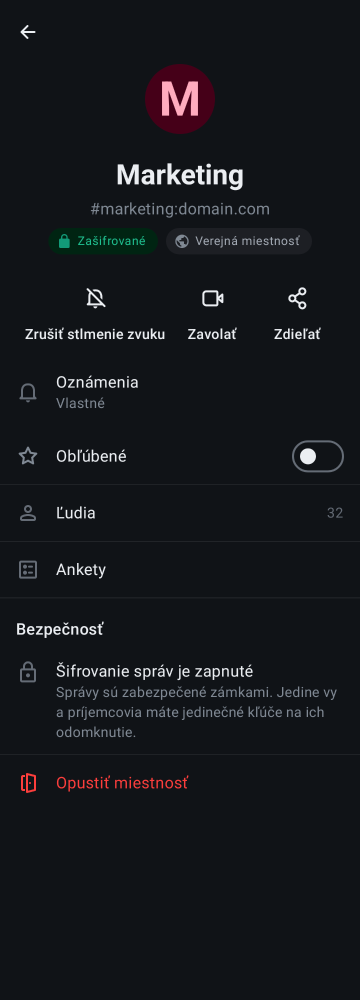 M
Marketing
#marketing:domain.com
Zašifrované
Verejná miestnosť
Zrušiť stlmenie zvuku
Zavolať
Zdieľať
Oznámenia
Vlastné
Obľúbené
Ľudia
32
Ankety
Bezpečnosť
Šifrovanie správ je zapnuté
Správy sú zabezpečené zámkami. Jedine vy
a príjemcovia máte jedinečné kľúče na ich
odomknutie.
Opustiť miestnosť